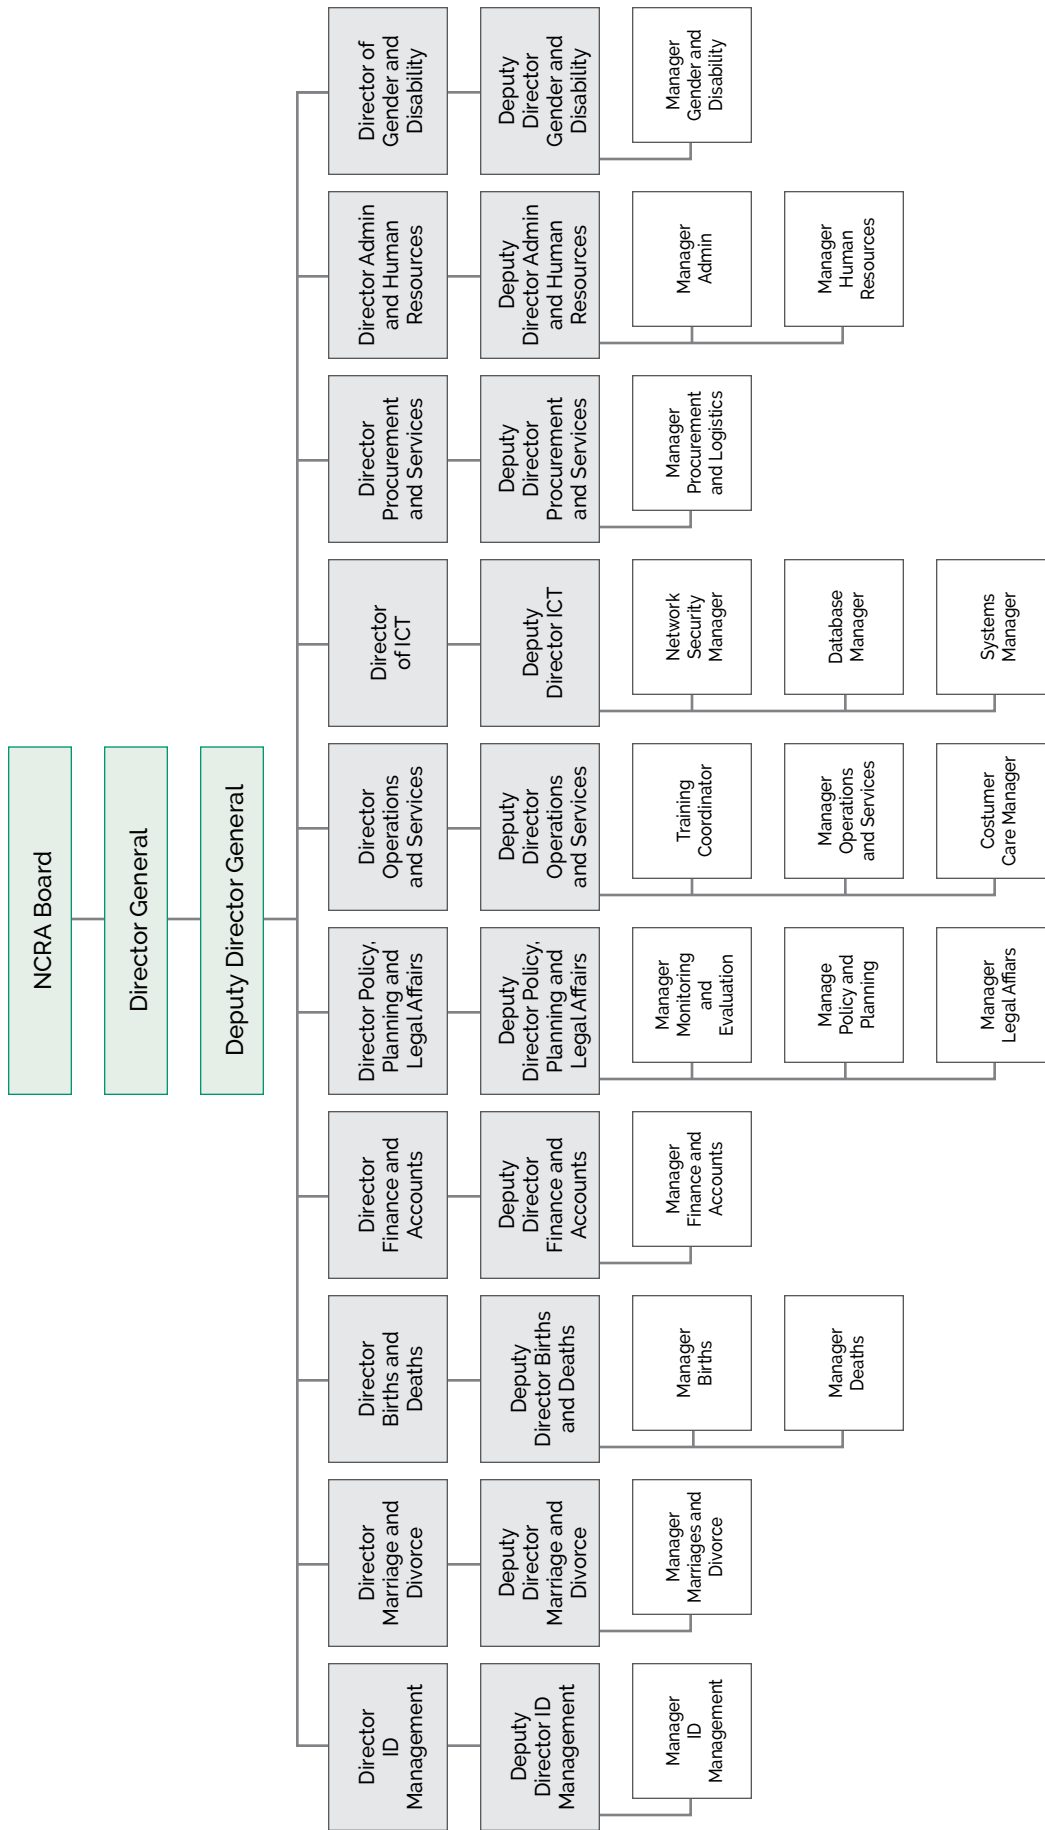 NCRA Board
Director General
Deputy Director General
Director
ID
Management
Director
Marriage and
Divorce
Director
Births and
Deaths
Director
Finance and
Accounts
Director Policy,
Planning and
Legal Affairs
Director
Operations
and Services
Director
of ICT
Director
Procurement
and Services
Director Admin
and Human
Resources
Director of
Gender and
Disability
Deputy
Director ID
Management
Deputy
Director
Marriage and
Divorce
Deputy
Director Births
and Deaths
Deputy
Director
Finance and
Accounts
Deputy
Director Policy,
Planning and
Legal Affairs
Deputy
Director
Operations
and Services
Deputy
Director ICT
Deputy
Director
Procurement
and Services
Deputy
Director Admin
and Human
Resources
Deputy
Director
Gender and
Disability
Manager
ID
Management
Manager
Marriages and
Divorce
Manager
Births
Manager
Finance and
Accounts
Manager
Monitoring
and
Evaluation
Training
Coordinator
Network
Security
Manager
Manager
Procurement
and Logistics
Manager
Admin
Manager
Gender and
Disability
Manager
Deaths
Manage
Policy and
Planning
Manager
Operations
and Services
Database
Manager
Manager
Human
Resources
Manager
Legal Affiars
Costumer
Care Manager
Systems
Manager